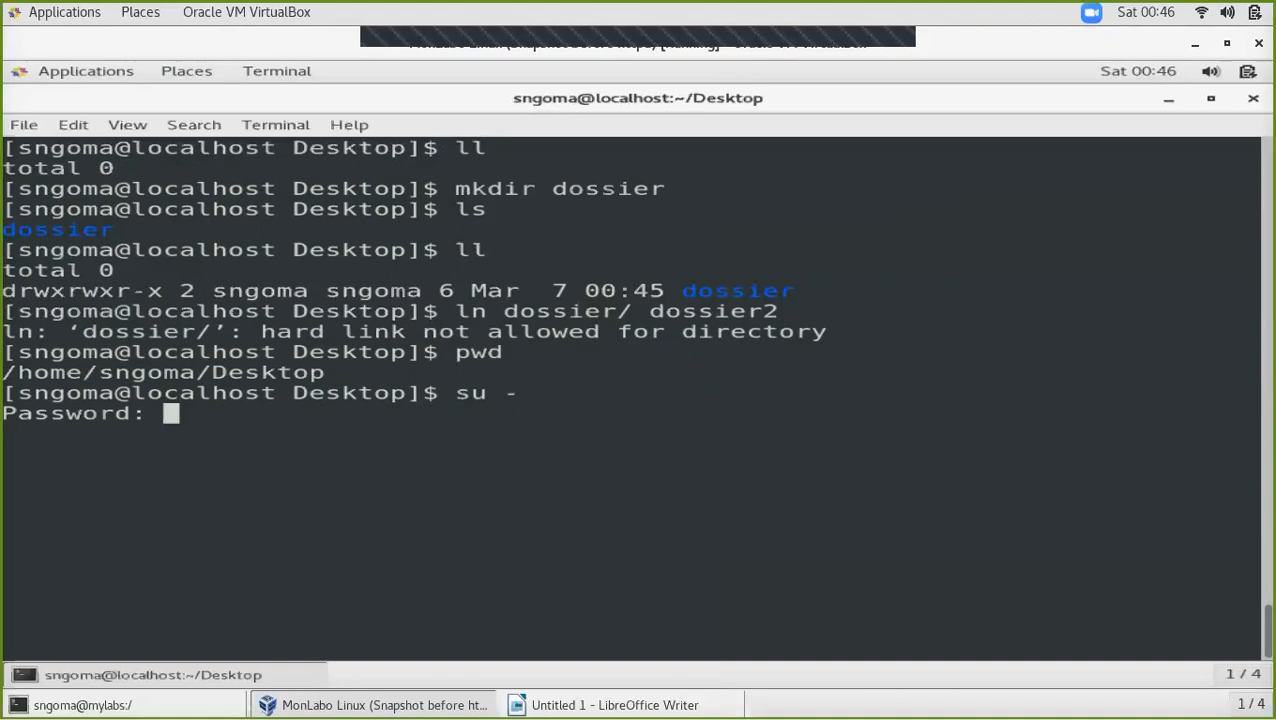 Applications Places Oracle VM VirtualBox Sat 00:46
Applications Places Terminal Sat 00:46
sngoma@localhost:~/Desktop
File Edit View Search Terminal Help
[sngoma@localhost Desktop]$ ll
total 0
[sngoma@localhost Desktop]$ mkdir dossier
[sngoma@localhost Desktop]$ ls
dossier
[sngoma@localhost Desktop]$ ll
total 0
drwxrwxr-x 2 sngoma sngoma 6 Mar  7 00:45 dossier
[sngoma@localhost Desktop]$ ln dossier/ dossier2
ln: ‘dossier/’: hard link not allowed for directory
[sngoma@localhost Desktop]$ pwd
/home/sngoma/Desktop
[sngoma@localhost Desktop]$ su -
Password:
sngoma@localhost:~/Desktop 1 / 4
sngoma@mylabs:/ MonLabo Linux (Snapshot before ht... Untitled 1 - LibreOffice Writer 1 / 4